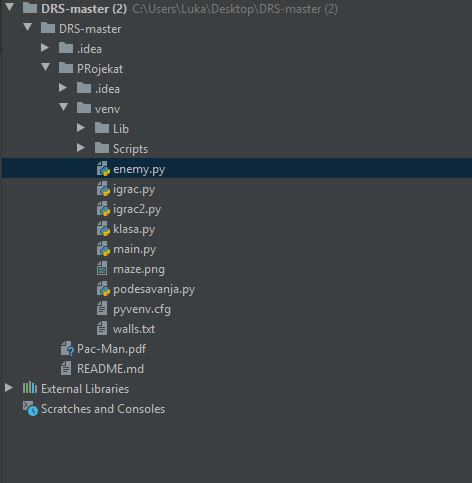 DRS-master (2) C:\Users\Luka\Desktop\DRS-master (2)
DRS-master
.idea
PRojekat
.idea
venv
Lib
Scripts
enemy.py
igrac.py
igrac2.py
klasa.py
main.py
maze.png
podesavanja.py
pyvenv.cfg
walls.txt
Pac-Man.pdf
README.md
External Libraries
Scratches and Consoles